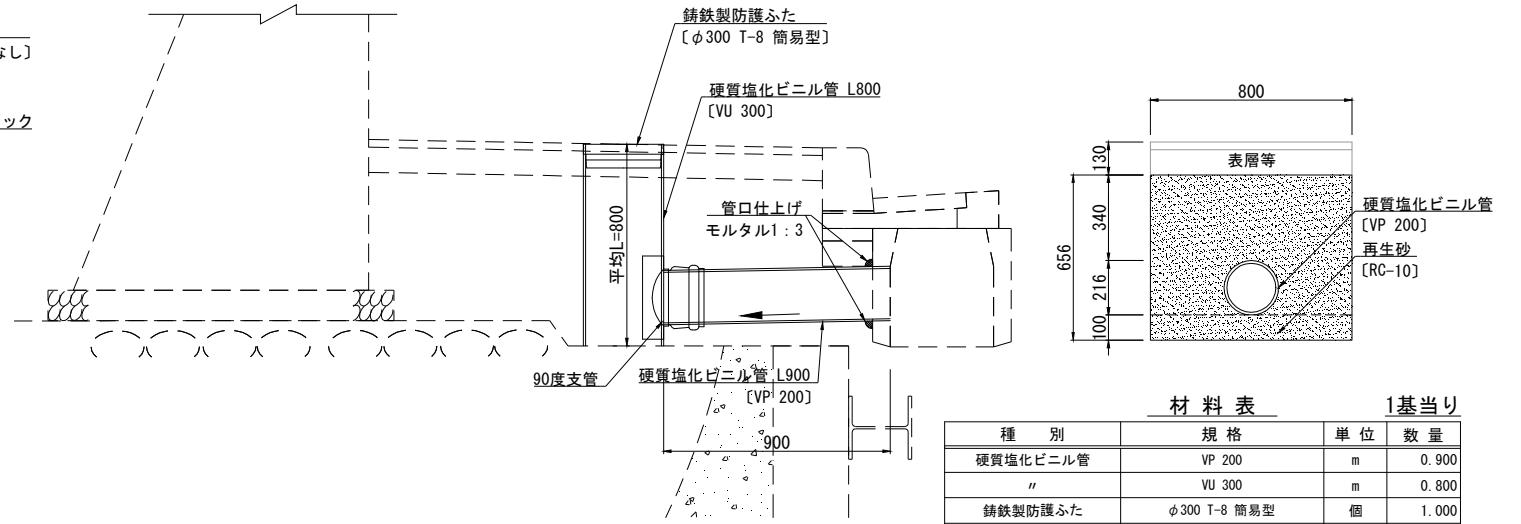 なし〕
ック
鋳鉄製防護ふた
〔φ300 T-8 簡易型〕
硬質塩化ビニル管 L800
〔VU 300〕
平均L=800
管口仕上げ
モルタル1：3
90度支管
硬質塩化ビニル管 L900
〔VP 200〕
900
800
130
表層等
340
656
216
100
硬質塩化ビニル管
〔VP 200〕
再生砂
〔RC-10〕
材 料 表 1基当り
種 別 規 格 単 位 数 量
硬質塩化ビニル管 VP 200 m 0.900
〃 VU 300 m 0.800
鋳鉄製防護ふた φ300 T-8 簡易型 個 1.000